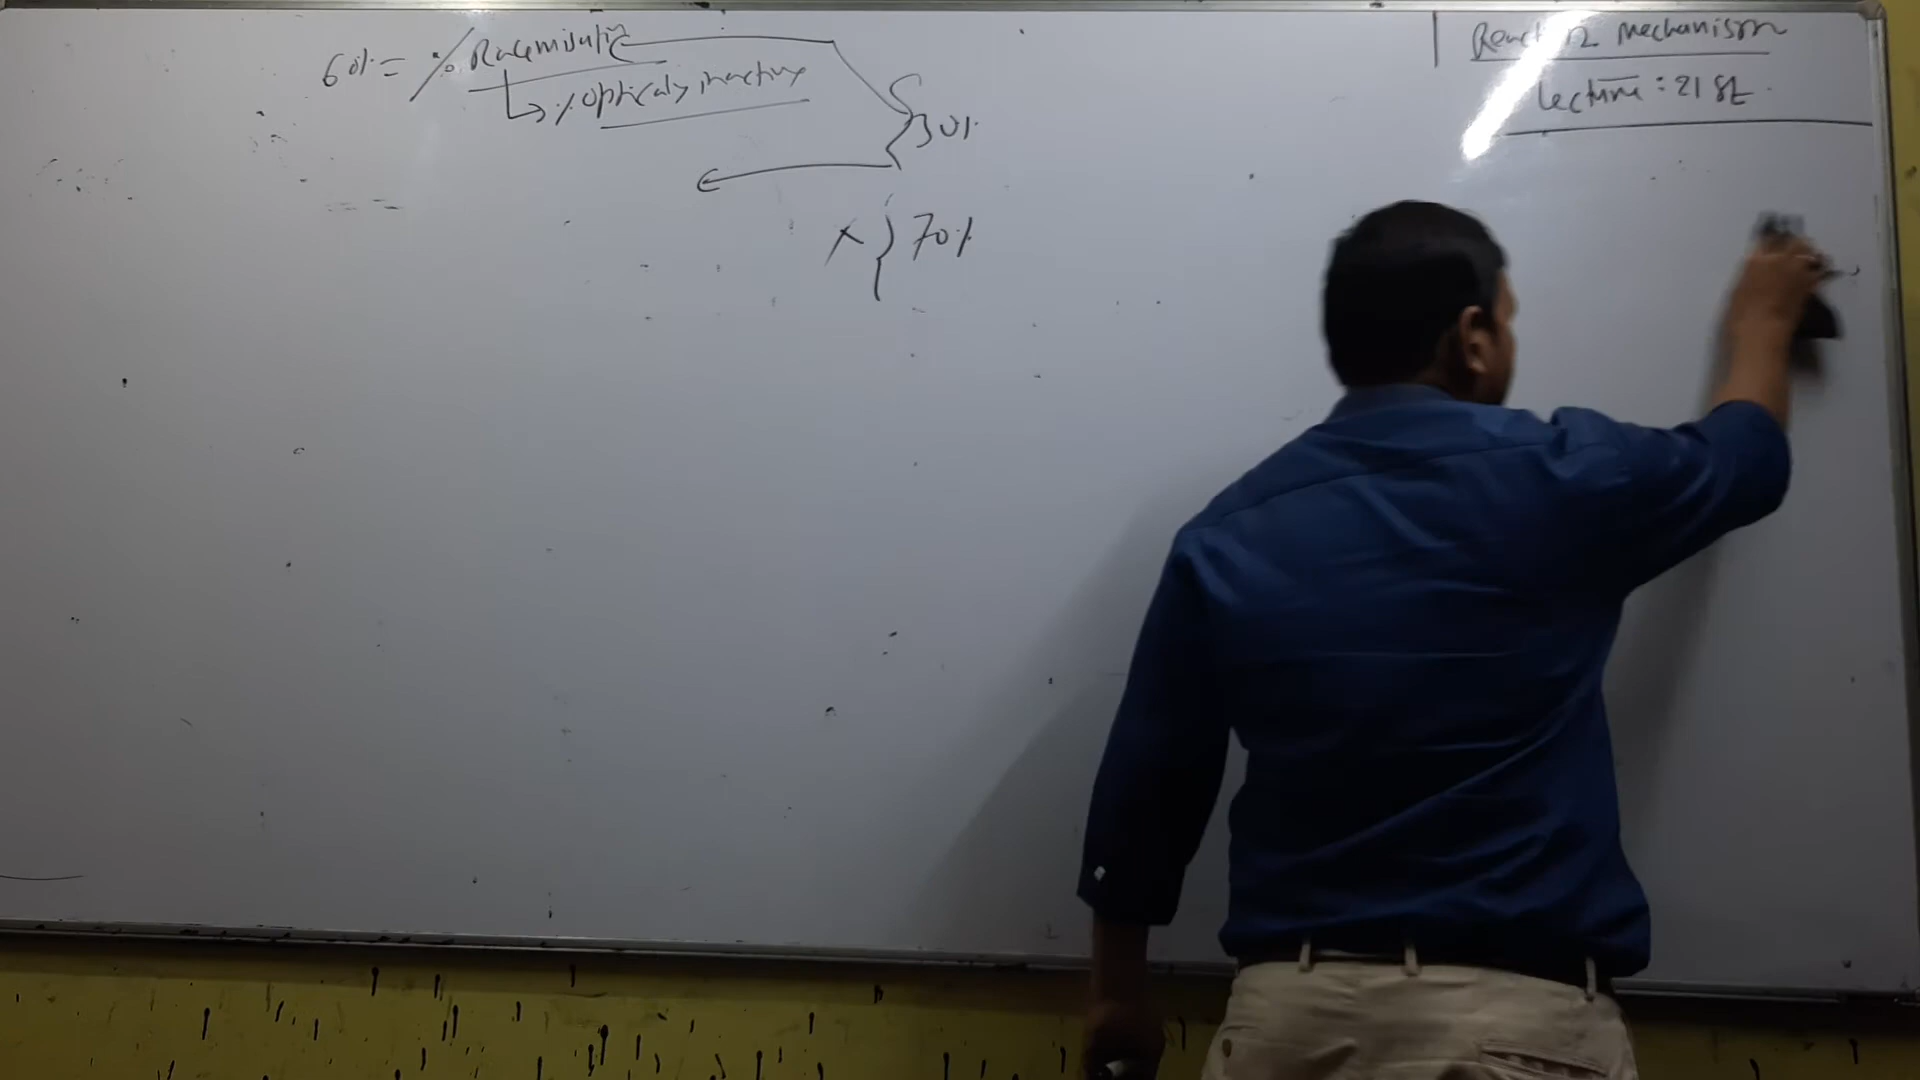 60% = % Racemisation
% Optically inactive
30%
X } 70%
Reaction mechanism
Lecture : 21 st.